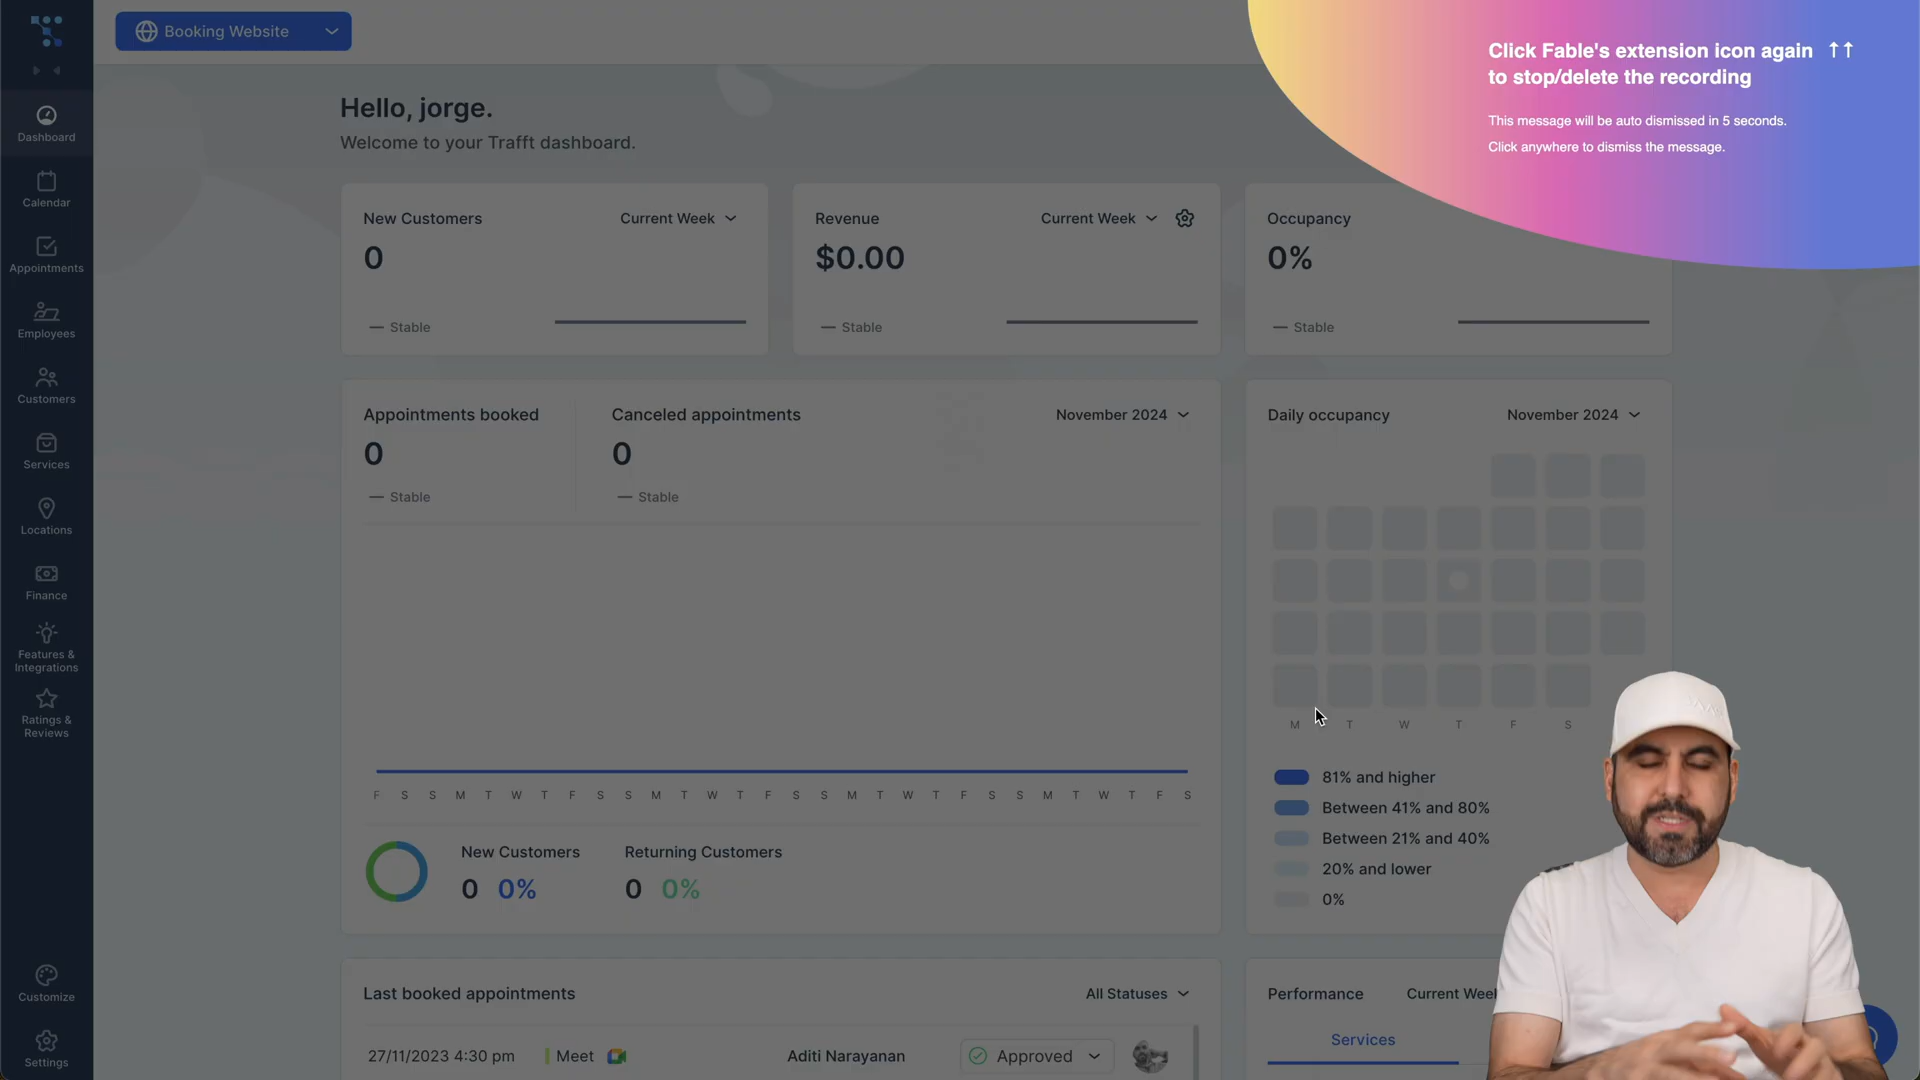 Booking Website
Click Fable's extension icon again ↑↑
to stop/delete the recording
This message will be auto dismissed in 5 seconds.
Click anywhere to dismiss the message.
Dashboard
Calendar
Appointments
Employees
Customers
Services
Locations
Finance
Features &
Integrations
Ratings &
Reviews
Customize
Settings
Hello, jorge.
Welcome to your Trafft dashboard.
New Customers Current Week
0
Stable
Revenue Current Week
$0.00
Stable
Occupancy
0%
Stable
Appointments booked Canceled appointments November 2024
0 0
Stable Stable
F S S M T W T F S S M T W T F S S M T W T F S S M T W T F S
New Customers Returning Customers
0 0% 0 0%
Daily occupancy November 2024
M T W T F S
81% and higher
Between 41% and 80%
Between 21% and 40%
20% and lower
0%
Last booked appointments All Statuses
27/11/2023 4:30 pm Meet Aditi Narayanan Approved
Performance Current
Services